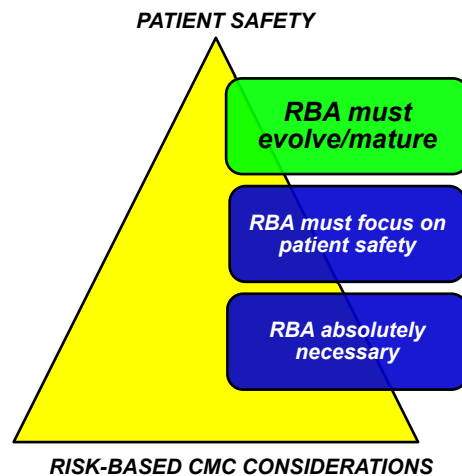 PATIENT SAFETY
RBA must
evolve/mature
RBA must focus on
patient safety
RBA absolutely
necessary
RISK-BASED CMC CONSIDERATIONS